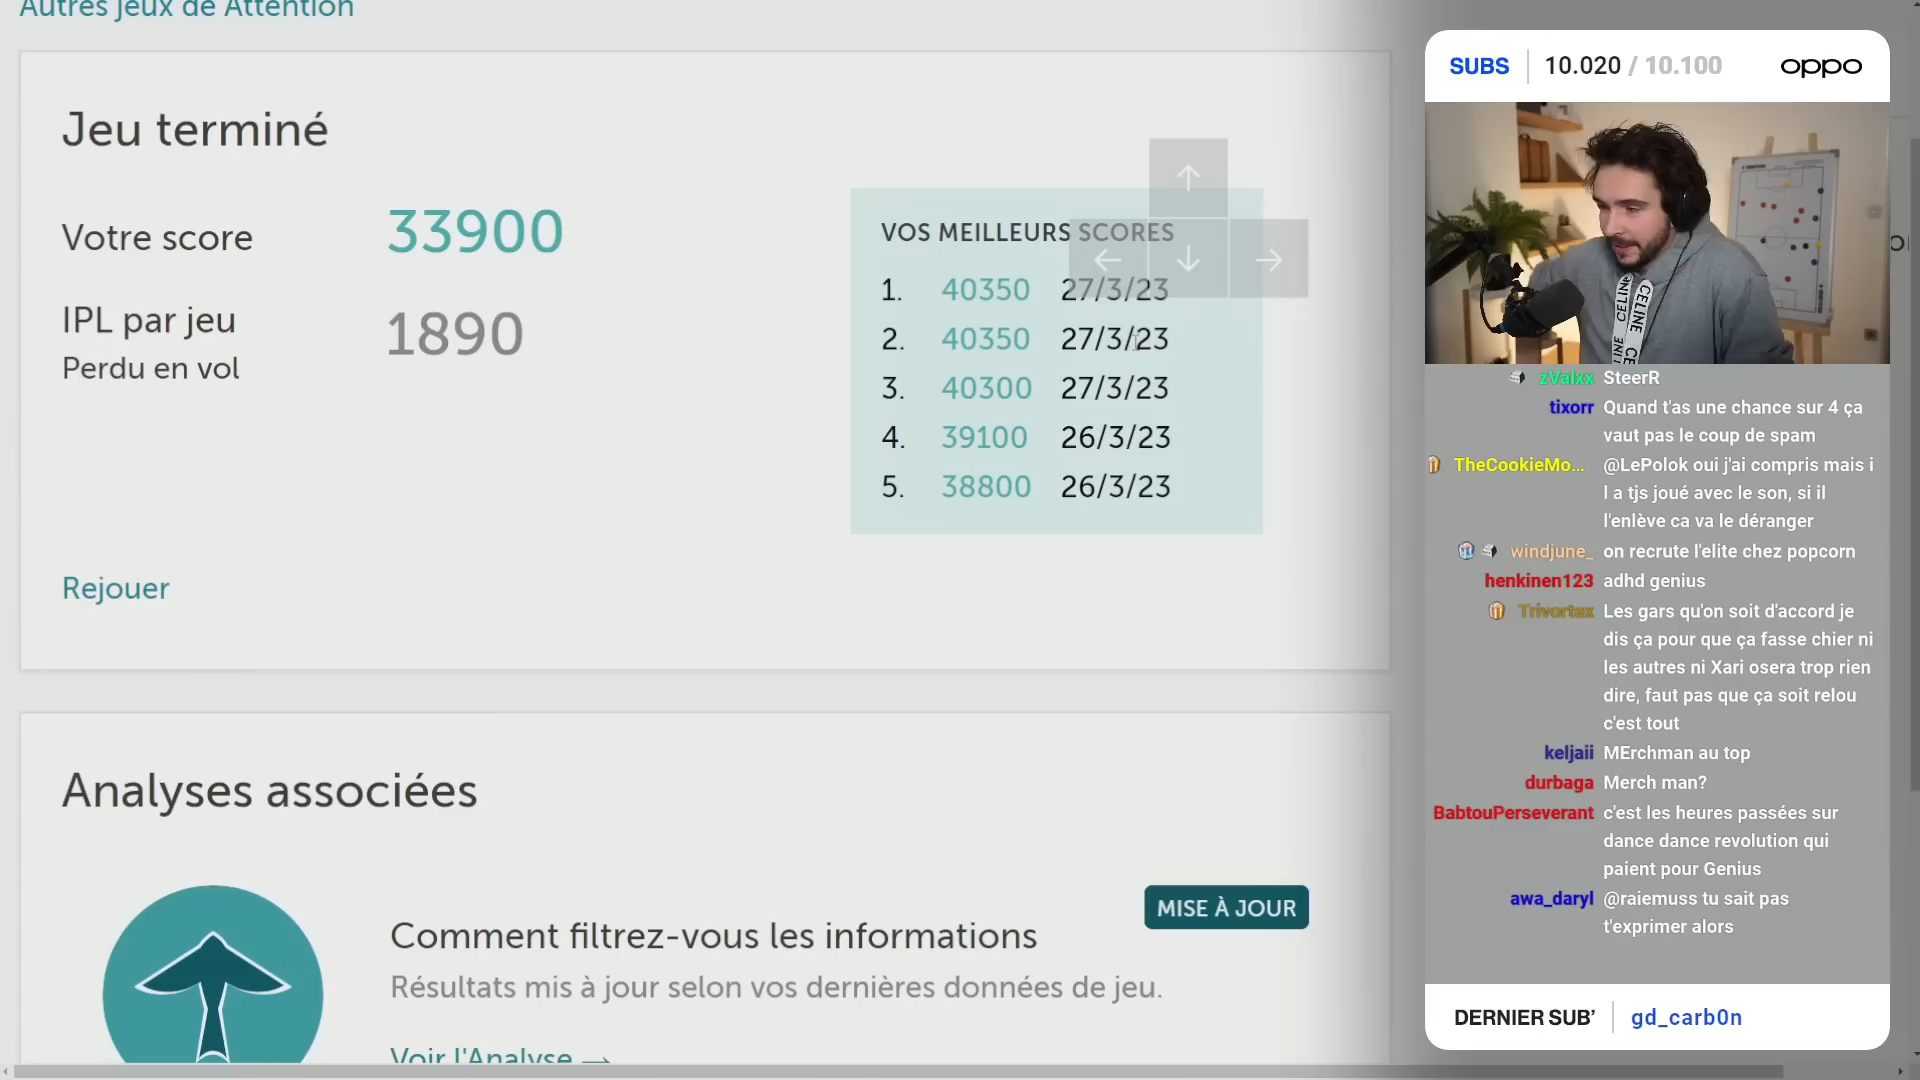 Autres jeux de Attention
Jeu terminé
Votre score 33900
IPL par jeu 1890
Perdu en vol
VOS MEILLEURS SCORES
1. 40350 27/3/23
2. 40350 27/3/23
3. 40300 27/3/23
4. 39100 26/3/23
5. 38800 26/3/23
Rejouer
Analyses associées
MISE À JOUR
Comment filtrez-vous les informations
Résultats mis à jour selon vos dernières données de jeu.
Voir l'Analyse →
SUBS 10.020 / 10.100 oppo
CELINE
CELINE
zValxx SteerR
tixorr Quand t'as une chance sur 4 ça
vaut pas le coup de spam
TheCookieMo... @LePolok oui j'ai compris mais i
l a tjs joué avec le son, si il
l'enlève ca va le déranger
windjune_ on recrute l'elite chez popcorn
henkinen123 adhd genius
Trivortex Les gars qu'on soit d'accord je
dis ça pour que ça fasse chier ni
les autres ni Xari osera trop rien
dire, faut pas que ça soit relou
c'est tout
keljaii MErchman au top
durbaga Merch man?
BabtouPerseverant c'est les heures passées sur
dance dance revolution qui
paient pour Genius
awa_daryl @raiemuss tu sait pas
t'exprimer alors
DERNIER SUB' gd_carb0n